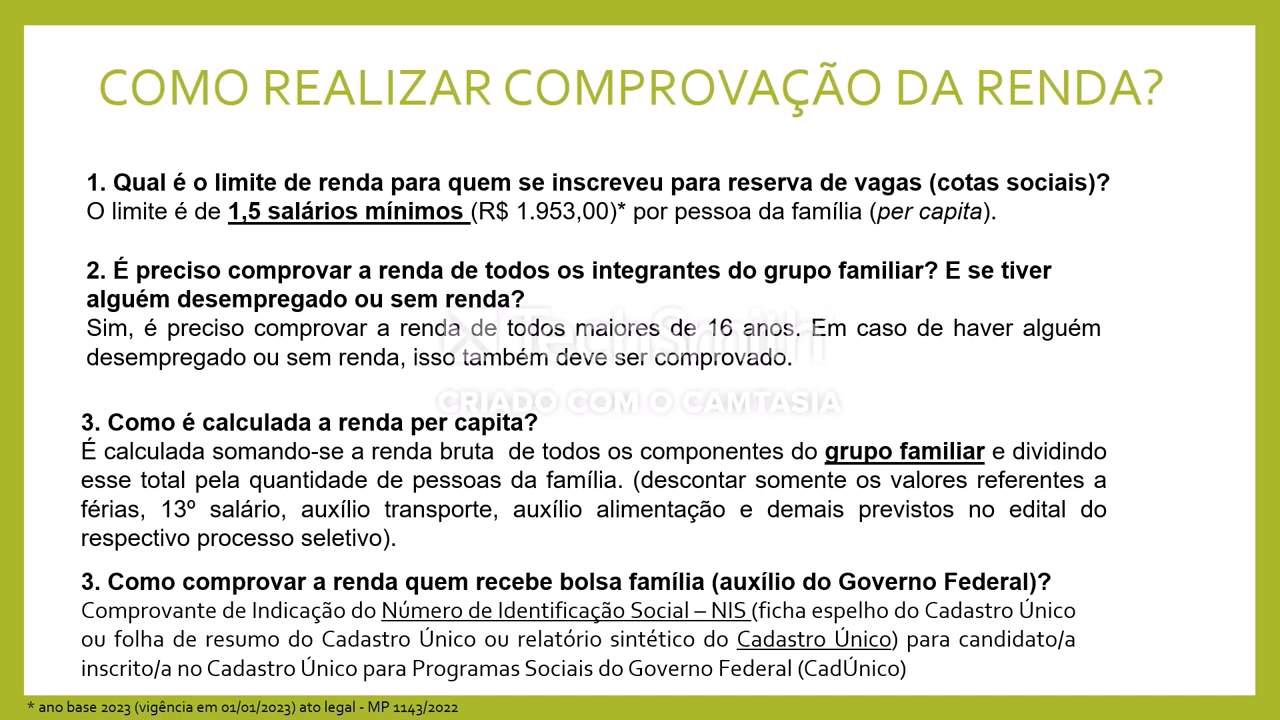 COMO REALIZAR COMPROVAÇÃO DA RENDA?
1. Qual é o limite de renda para quem se inscreveu para reserva de vagas (cotas sociais)?
O limite é de 1,5 salários mínimos (R$ 1.953,00)* por pessoa da família (per capita).
2. É preciso comprovar a renda de todos os integrantes do grupo familiar? E se tiver
alguém desempregado ou sem renda?
Sim, é preciso comprovar a renda de todos maiores de 16 anos. Em caso de haver alguém
desempregado ou sem renda, isso também deve ser comprovado.
TechSmith
CRIADO COM O CAMTASIA
3. Como é calculada a renda per capita?
É calculada somando-se a renda bruta de todos os componentes do grupo familiar e dividindo
esse total pela quantidade de pessoas da família. (descontar somente os valores referentes a
férias, 13º salário, auxílio transporte, auxílio alimentação e demais previstos no edital do
respectivo processo seletivo).
3. Como comprovar a renda quem recebe bolsa família (auxílio do Governo Federal)?
Comprovante de Indicação do Número de Identificação Social – NIS (ficha espelho do Cadastro Único
ou folha de resumo do Cadastro Único ou relatório sintético do Cadastro Único) para candidato/a
inscrito/a no Cadastro Único para Programas Sociais do Governo Federal (CadÚnico)
* ano base 2023 (vigência em 01/01/2023) ato legal - MP 1143/2022